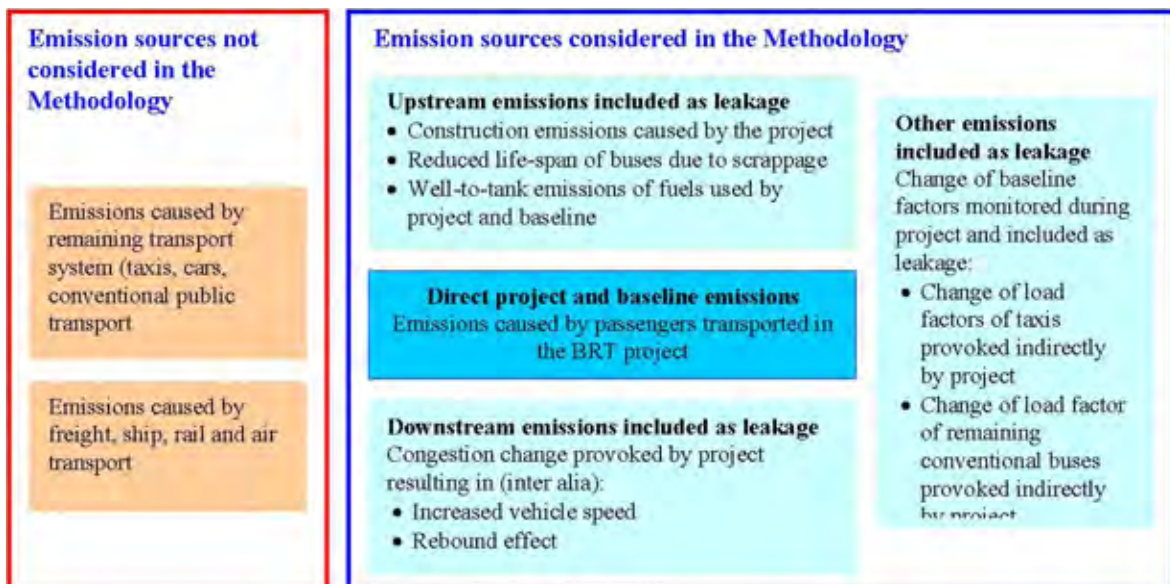 Emission sources not
considered in the
Methodology
Emissions caused by
remaining transport
system (taxis, cars,
conventional public
transport
Emissions caused by
freight, ship, rail and air
transport
Emission sources considered in the Methodology
Upstream emissions included as leakage
• Construction emissions caused by the project
• Reduced life-span of buses due to scrappage
• Well-to-tank emissions of fuels used by
project and baseline
Direct project and baseline emissions
Emissions caused by passengers transported in
the BRT project
Downstream emissions included as leakage
Congestion change provoked by project
resulting in (inter alia):
• Increased vehicle speed
• Rebound effect
Other emissions
included as leakage
Change of baseline
factors monitored during
project and included as
leakage:
• Change of load
factors of taxis
provoked indirectly
by project
• Change of load factor
of remaining
conventional buses
provoked indirectly
by project